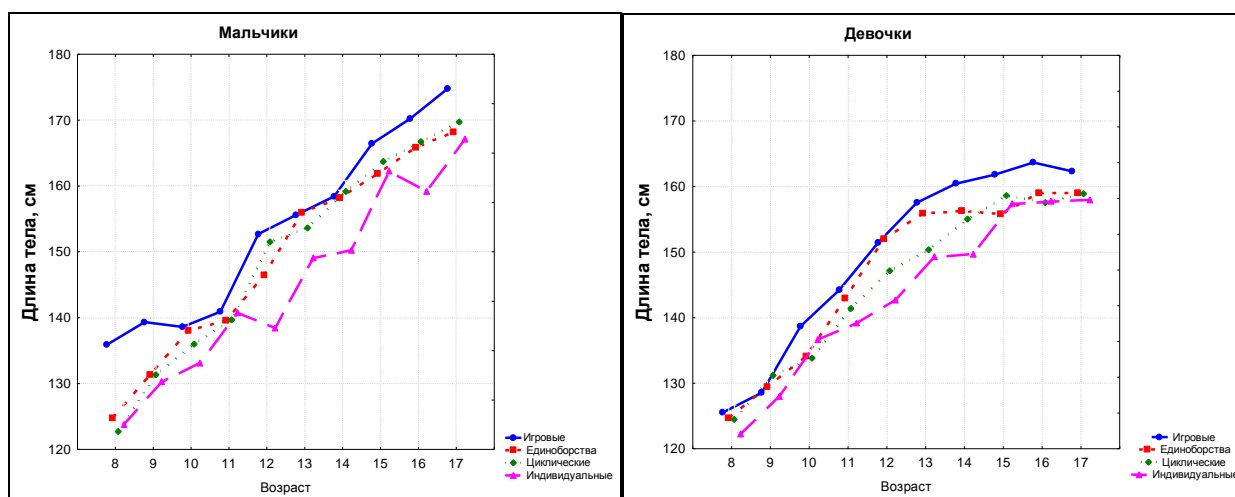 Мальчики
180
170
160
150
140
130
120
Длина тела, см
8 9 10 11 12 13 14 15 16 17
Возраст
Игровые
Единоборства
Циклические
Индивидуальные
Девочки
180
170
160
150
140
130
120
Длина тела, см
8 9 10 11 12 13 14 15 16 17
Возраст
Игровые
Единоборства
Циклические
Индивидуальные